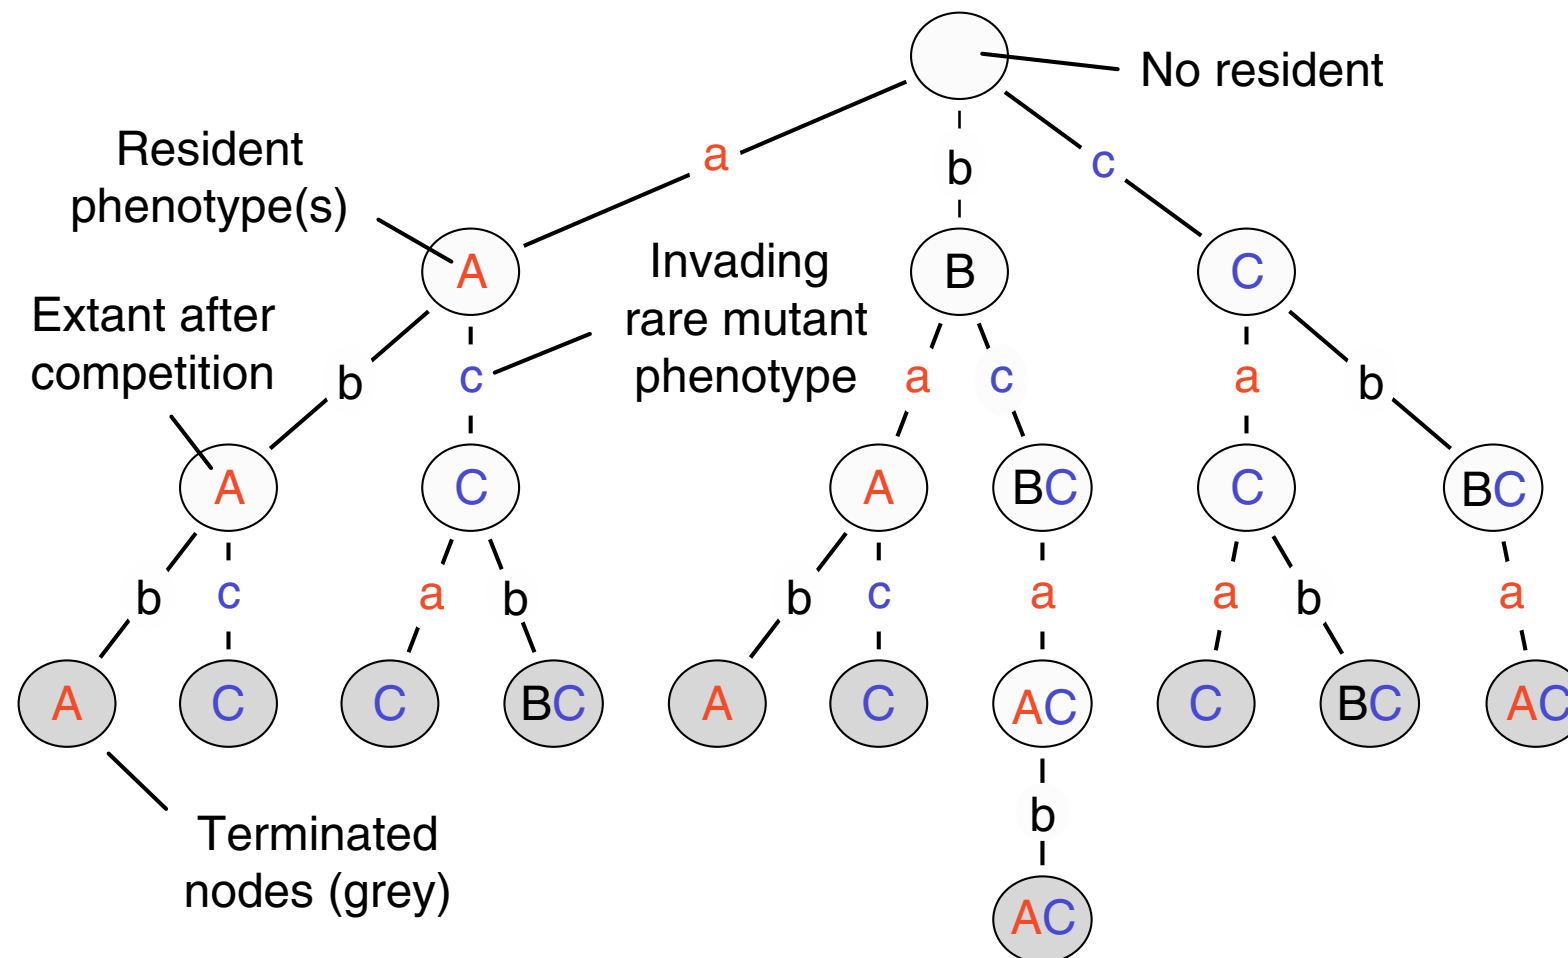 No resident
a
b
c
Resident
phenotype(s)
A
B
C
Invading
rare mutant
phenotype
Extant after
competition
b
c
a
c
a
b
A
C
A
BC
C
BC
b
c
a
b
b
c
a
a
b
a
A
C
C
BC
A
C
AC
C
BC
AC
Terminated
nodes (grey)
b
AC